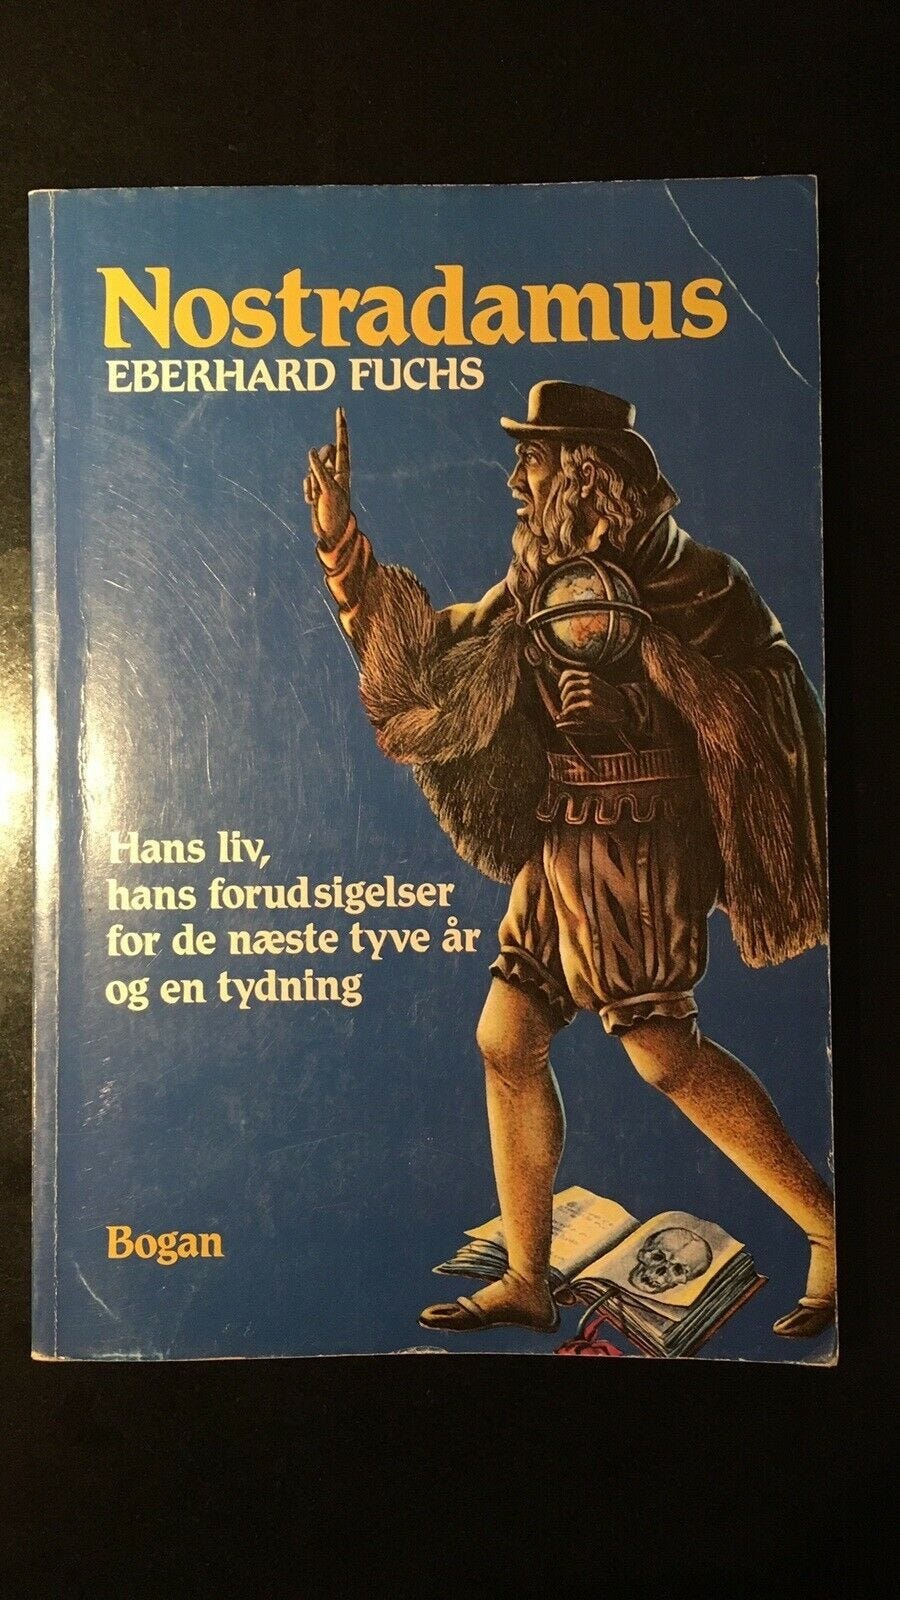 Nostradamus
EBERHARD FUCHS
Hans liv,
hans forudsigelser
for de næste tyve år
og en tydning
Bogan